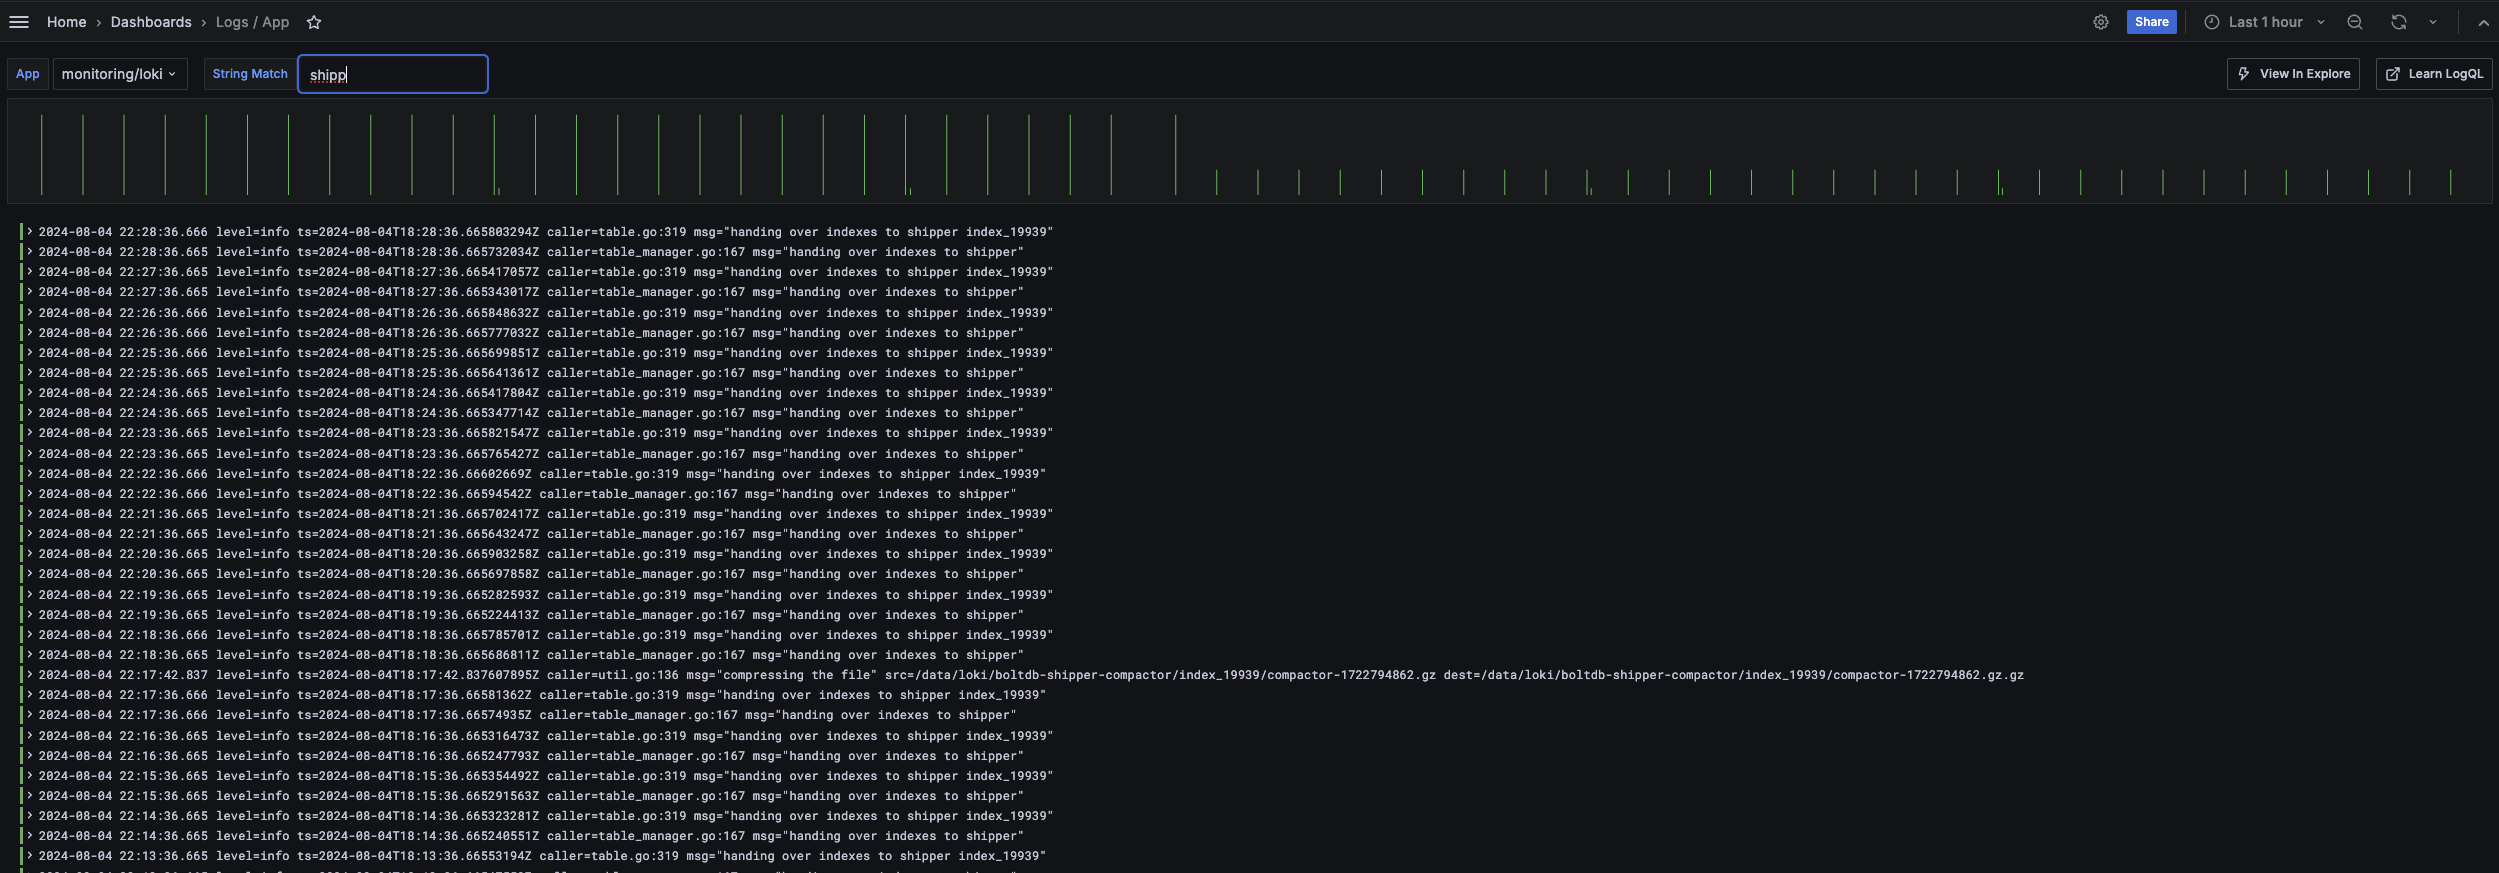 Home › Dashboards › Logs / App
Share
Last 1 hour
App
monitoring/loki
String Match
shipp
View In Explore
Learn LogQL
2024-08-04 22:28:36.666 level=info ts=2024-08-04T18:28:36.665803294Z caller=table.go:319 msg="handing over indexes to shipper index_19939"
2024-08-04 22:28:36.665 level=info ts=2024-08-04T18:28:36.665732034Z caller=table_manager.go:167 msg="handing over indexes to shipper"
2024-08-04 22:27:36.665 level=info ts=2024-08-04T18:27:36.665417057Z caller=table.go:319 msg="handing over indexes to shipper index_19939"
2024-08-04 22:27:36.665 level=info ts=2024-08-04T18:27:36.665343017Z caller=table_manager.go:167 msg="handing over indexes to shipper"
2024-08-04 22:26:36.666 level=info ts=2024-08-04T18:26:36.665848632Z caller=table.go:319 msg="handing over indexes to shipper index_19939"
2024-08-04 22:26:36.666 level=info ts=2024-08-04T18:26:36.665777032Z caller=table_manager.go:167 msg="handing over indexes to shipper"
2024-08-04 22:25:36.666 level=info ts=2024-08-04T18:25:36.665699851Z caller=table.go:319 msg="handing over indexes to shipper index_19939"
2024-08-04 22:25:36.665 level=info ts=2024-08-04T18:25:36.665641361Z caller=table_manager.go:167 msg="handing over indexes to shipper"
2024-08-04 22:24:36.665 level=info ts=2024-08-04T18:24:36.665417804Z caller=table.go:319 msg="handing over indexes to shipper index_19939"
2024-08-04 22:24:36.665 level=info ts=2024-08-04T18:24:36.665347714Z caller=table_manager.go:167 msg="handing over indexes to shipper"
2024-08-04 22:23:36.665 level=info ts=2024-08-04T18:23:36.665821547Z caller=table.go:319 msg="handing over indexes to shipper index_19939"
2024-08-04 22:23:36.665 level=info ts=2024-08-04T18:23:36.665765427Z caller=table_manager.go:167 msg="handing over indexes to shipper"
2024-08-04 22:22:36.666 level=info ts=2024-08-04T18:22:36.66602669Z caller=table.go:319 msg="handing over indexes to shipper index_19939"
2024-08-04 22:22:36.666 level=info ts=2024-08-04T18:22:36.66594542Z caller=table_manager.go:167 msg="handing over indexes to shipper"
2024-08-04 22:21:36.665 level=info ts=2024-08-04T18:21:36.665702417Z caller=table.go:319 msg="handing over indexes to shipper index_19939"
2024-08-04 22:21:36.665 level=info ts=2024-08-04T18:21:36.665643247Z caller=table_manager.go:167 msg="handing over indexes to shipper"
2024-08-04 22:20:36.665 level=info ts=2024-08-04T18:20:36.665903258Z caller=table.go:319 msg="handing over indexes to shipper index_19939"
2024-08-04 22:20:36.665 level=info ts=2024-08-04T18:20:36.665697858Z caller=table_manager.go:167 msg="handing over indexes to shipper"
2024-08-04 22:19:36.665 level=info ts=2024-08-04T18:19:36.665282593Z caller=table.go:319 msg="handing over indexes to shipper index_19939"
2024-08-04 22:19:36.665 level=info ts=2024-08-04T18:19:36.665224413Z caller=table_manager.go:167 msg="handing over indexes to shipper"
2024-08-04 22:18:36.666 level=info ts=2024-08-04T18:18:36.665785701Z caller=table.go:319 msg="handing over indexes to shipper index_19939"
2024-08-04 22:18:36.665 level=info ts=2024-08-04T18:18:36.665686811Z caller=table_manager.go:167 msg="handing over indexes to shipper"
2024-08-04 22:17:42.837 level=info ts=2024-08-04T18:17:42.837607895Z caller=util.go:136 msg="compressing the file" src=/data/loki/boltdb-shipper-compactor/index_19939/compactor-1722794862.gz dest=/data/loki/boltdb-shipper-compactor/index_19939/compactor-1722794862.gz.gz
2024-08-04 22:17:36.666 level=info ts=2024-08-04T18:17:36.66581362Z caller=table.go:319 msg="handing over indexes to shipper index_19939"
2024-08-04 22:17:36.666 level=info ts=2024-08-04T18:17:36.66574935Z caller=table_manager.go:167 msg="handing over indexes to shipper"
2024-08-04 22:16:36.665 level=info ts=2024-08-04T18:16:36.665316473Z caller=table.go:319 msg="handing over indexes to shipper index_19939"
2024-08-04 22:16:36.665 level=info ts=2024-08-04T18:16:36.665247793Z caller=table_manager.go:167 msg="handing over indexes to shipper"
2024-08-04 22:15:36.665 level=info ts=2024-08-04T18:15:36.665354492Z caller=table.go:319 msg="handing over indexes to shipper index_19939"
2024-08-04 22:15:36.665 level=info ts=2024-08-04T18:15:36.665291563Z caller=table_manager.go:167 msg="handing over indexes to shipper"
2024-08-04 22:14:36.665 level=info ts=2024-08-04T18:14:36.665323281Z caller=table.go:319 msg="handing over indexes to shipper index_19939"
2024-08-04 22:14:36.665 level=info ts=2024-08-04T18:14:36.665240551Z caller=table_manager.go:167 msg="handing over indexes to shipper"
2024-08-04 22:13:36.665 level=info ts=2024-08-04T18:13:36.66553194Z caller=table.go:319 msg="handing over indexes to shipper index_19939"